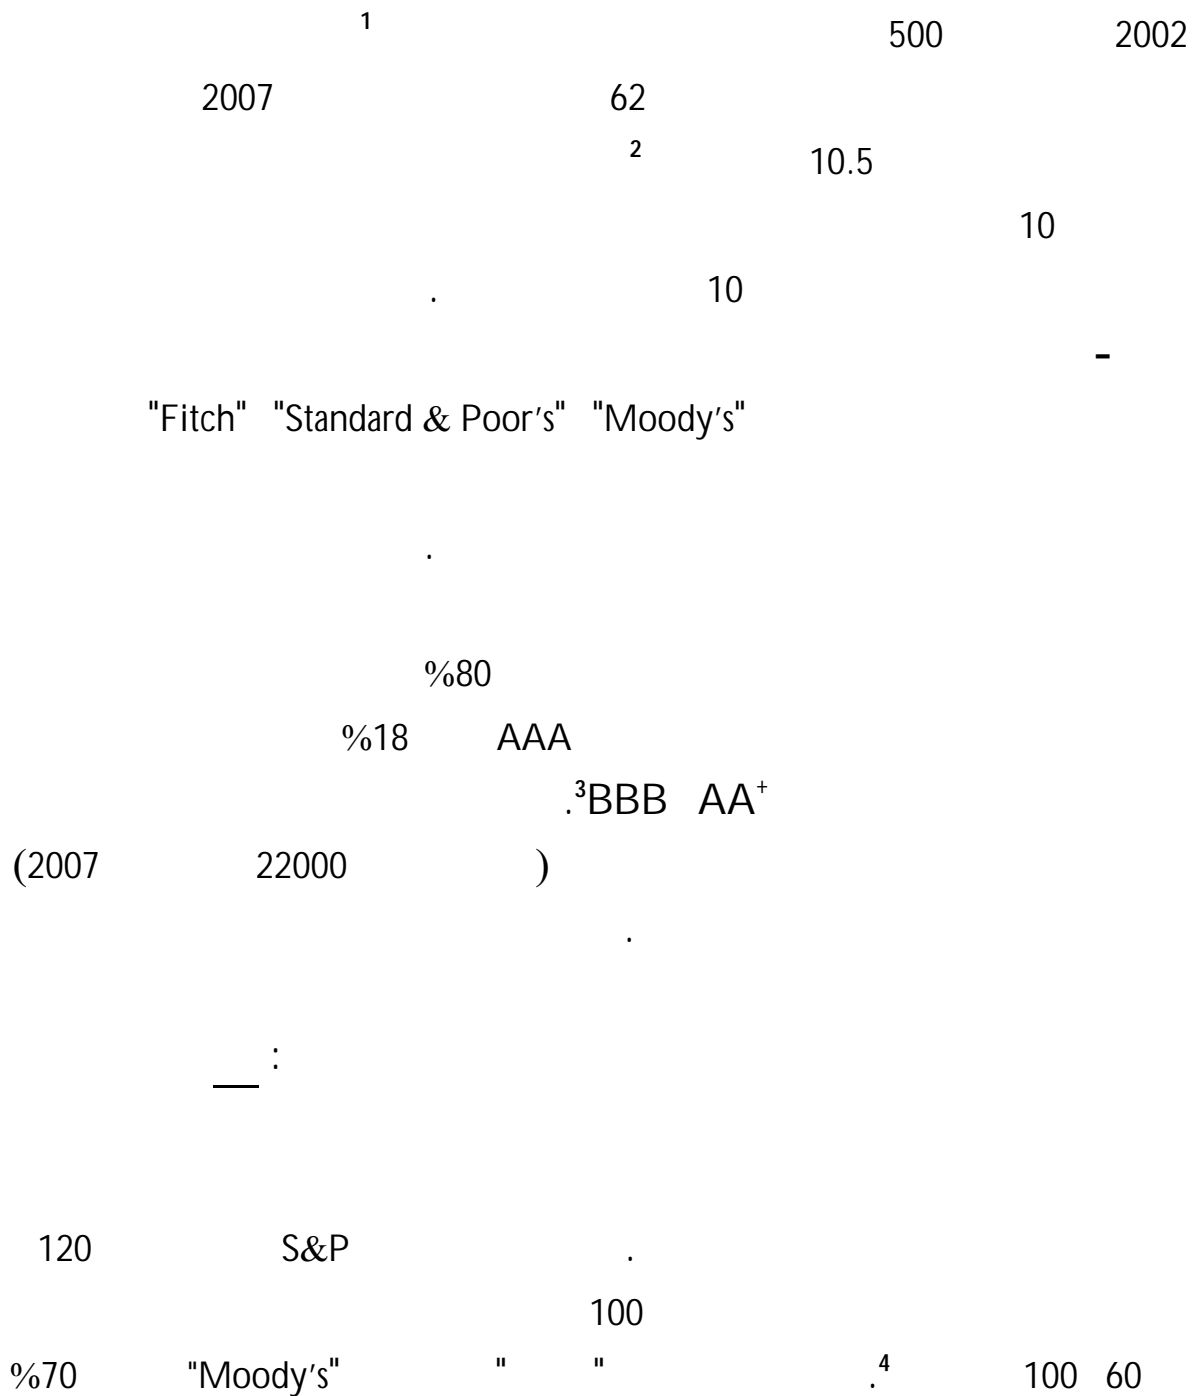 1 500 2002
2007 62
2 10.5
10
. 10
-
"Fitch" "Standard & Poor's" "Moody's"
.
%80
%18 AAA
.³BBB AA⁺
(2007 22000 )
.
:
120 S&P .
100
%70 "Moody's" " " .⁴ 100 60